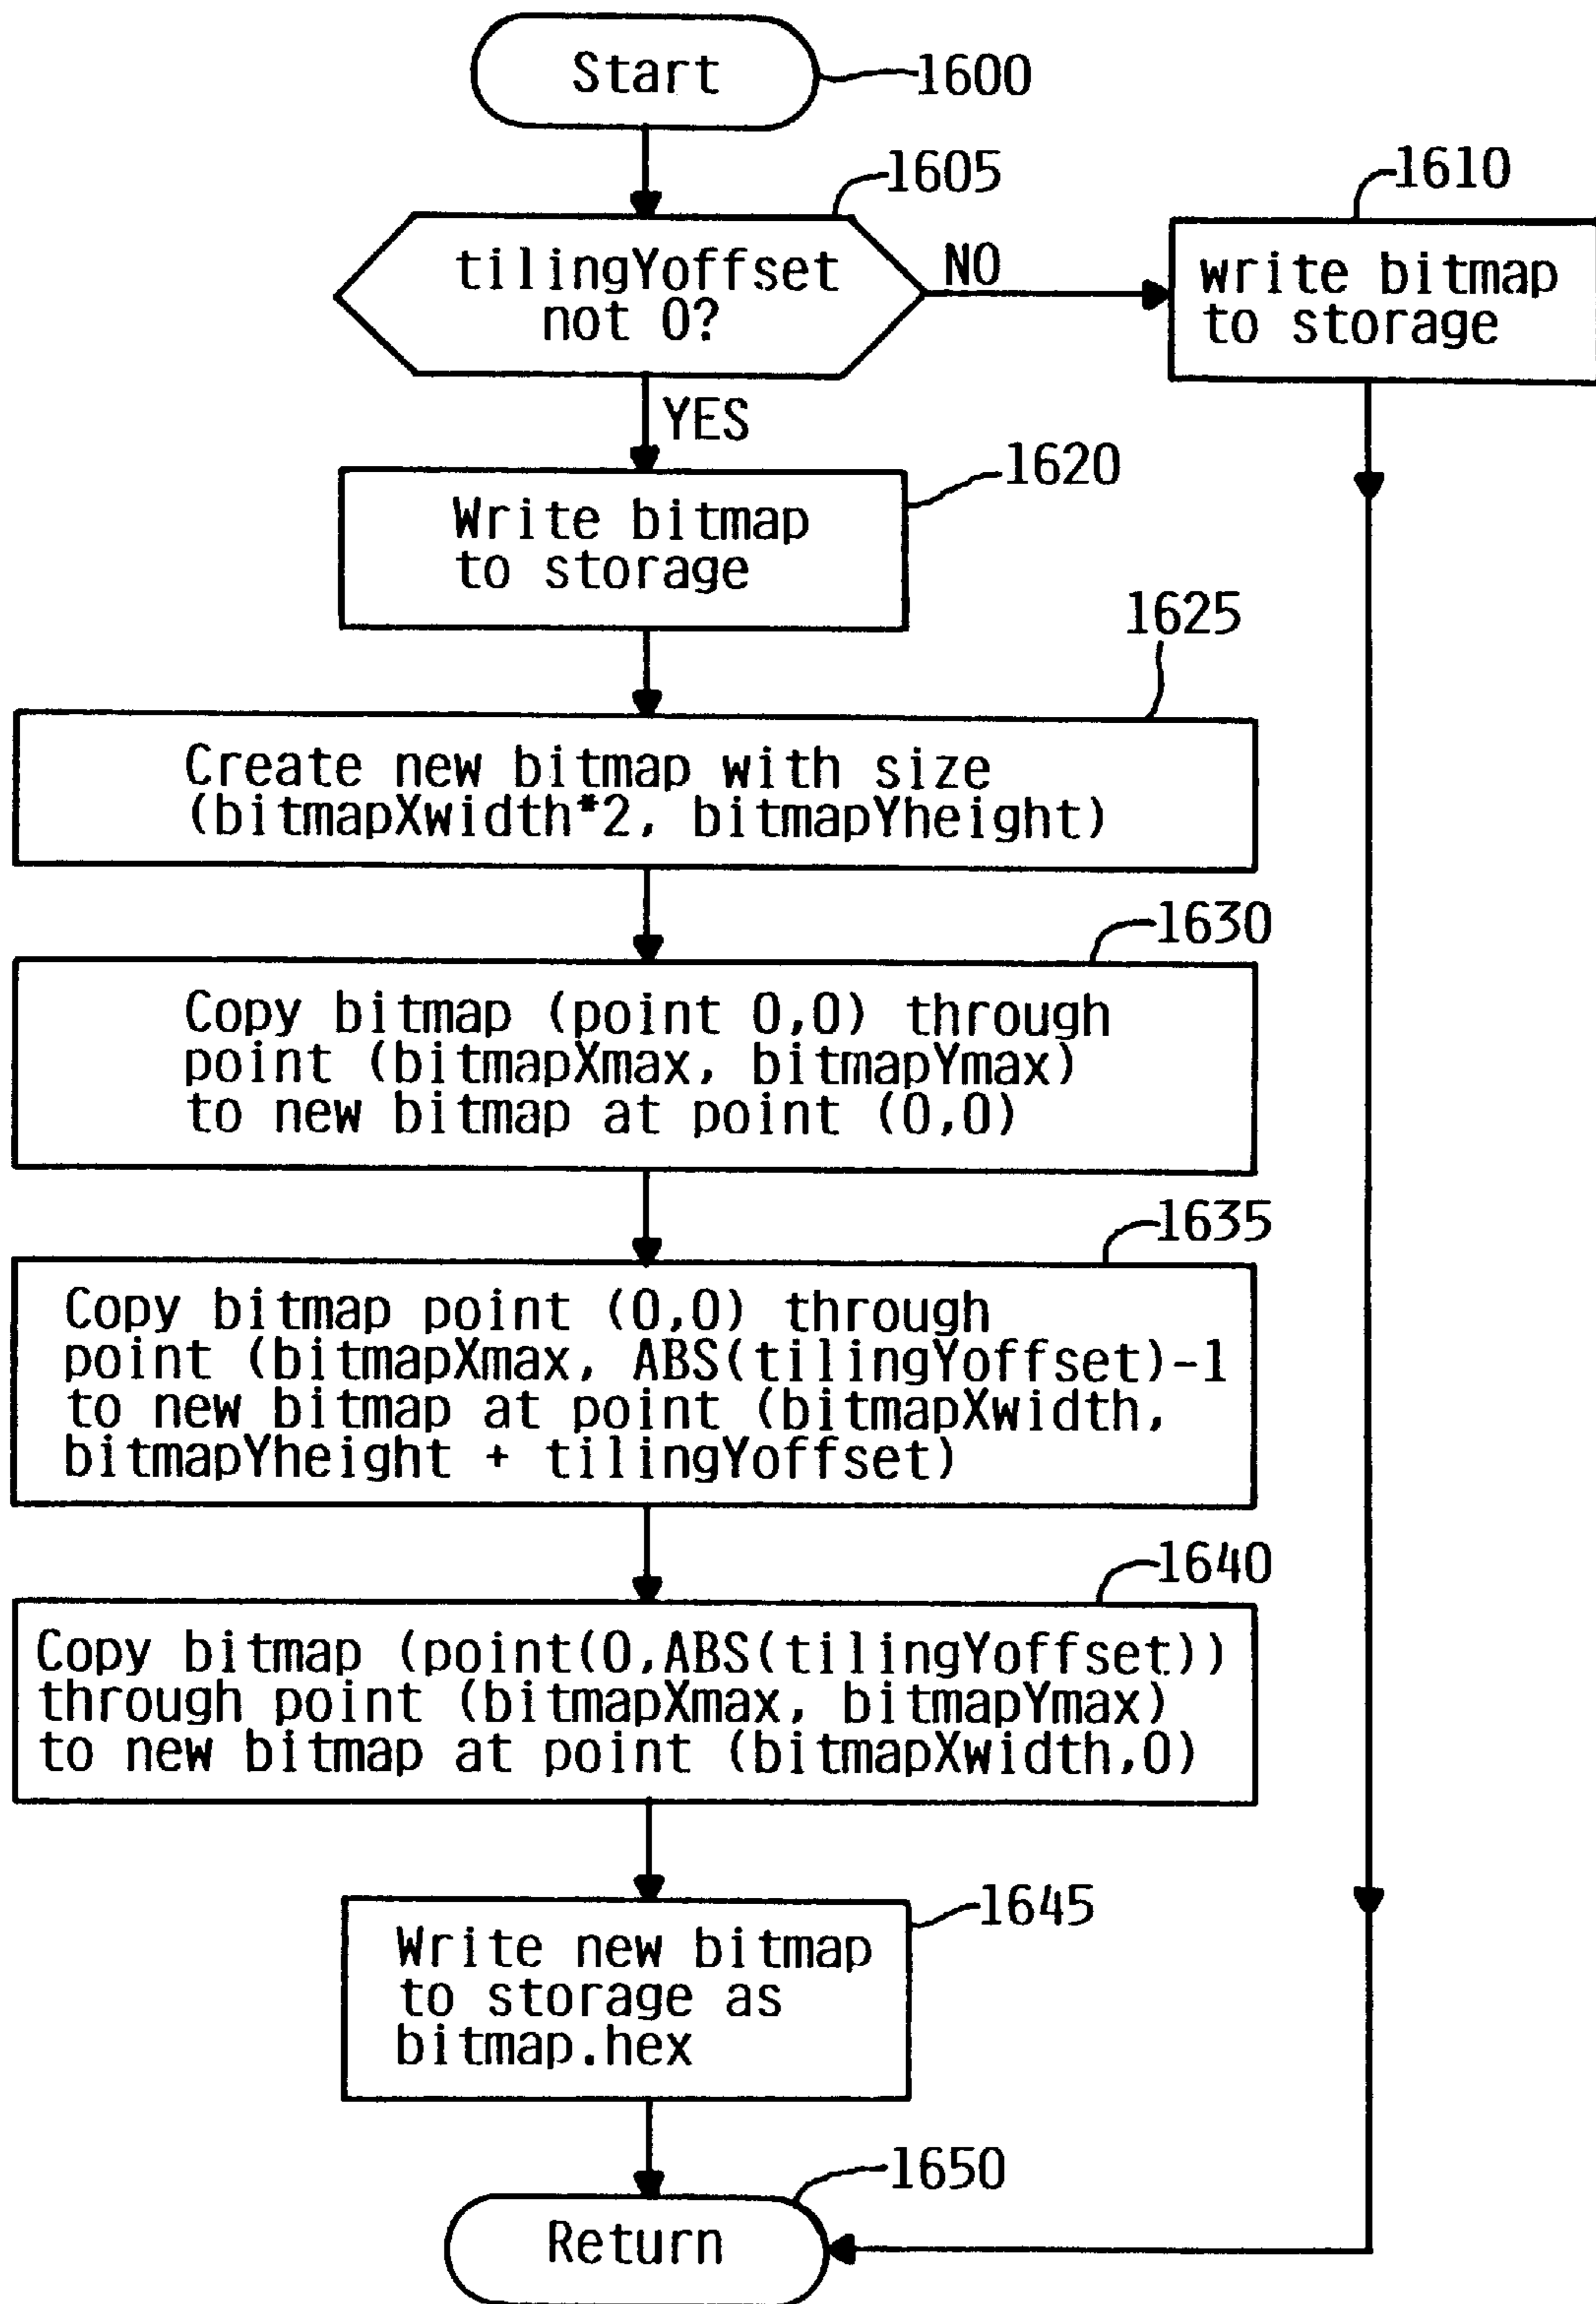 Start
1600
1605
1610
tilingYoffset
not 0?
NO
write bitmap
to storage
YES
1620
Write bitmap
to storage
1625
Create new bitmap with size
(bitmapXwidth*2, bitmapYheight)
1630
Copy bitmap (point 0,0) through
point (bitmapXmax, bitmapYmax)
to new bitmap at point (0,0)
1635
Copy bitmap point (0,0) through
point (bitmapXmax, ABS(tilingYoffset)-1
to new bitmap at point (bitmapXwidth,
bitmapYheight + tilingYoffset)
1640
Copy bitmap (point(0,ABS(tilingYoffset))
through point (bitmapXmax, bitmapYmax)
to new bitmap at point (bitmapXwidth,0)
1645
Write new bitmap
to storage as
bitmap.hex
1650
Return